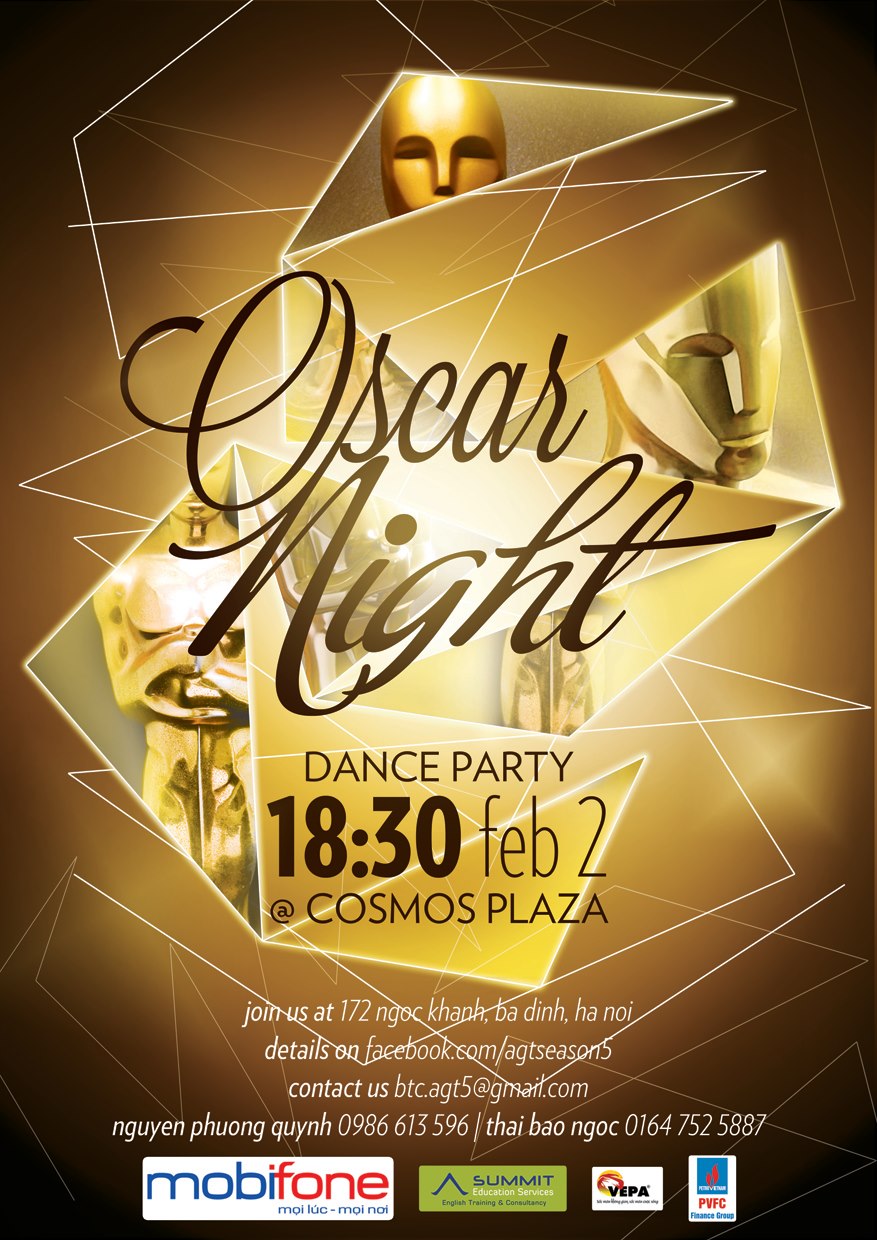 Oscar
Night
DANCE PARTY
18:30 feb 2
@ COSMOS PLAZA
join us at 172 ngoc khanh, ba dinh, ha noi
details on facebook.com/agtseason5
contact us btc.agt5@gmail.com
nguyen phuong quynh 0986 613 596 | thai bao ngoc 0164 752 5887
mobifone
mọi lúc - mọi nơi
SUMMIT
Education Services
English Training & Consultancy
VEPA
PETROVIETNAM
PVFC
Finance Group